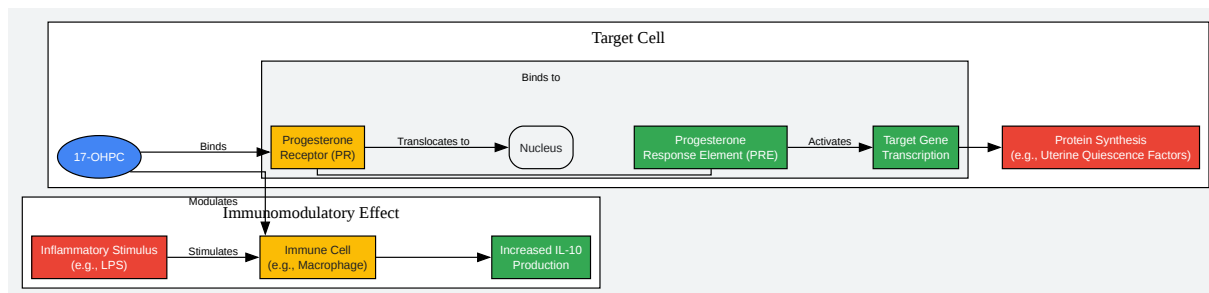 Target Cell
Binds to
17-OHPC
Binds
Progesterone
Receptor (PR)
Translocates to
Nucleus
Progesterone
Response Element (PRE)
Activates
Target Gene
Transcription
Protein Synthesis
(e.g., Uterine Quiescence Factors)
Modulates
Immunomodulatory Effect
Inflammatory Stimulus
(e.g., LPS)
Stimulates
Immune Cell
(e.g., Macrophage)
Increased IL-10
Production